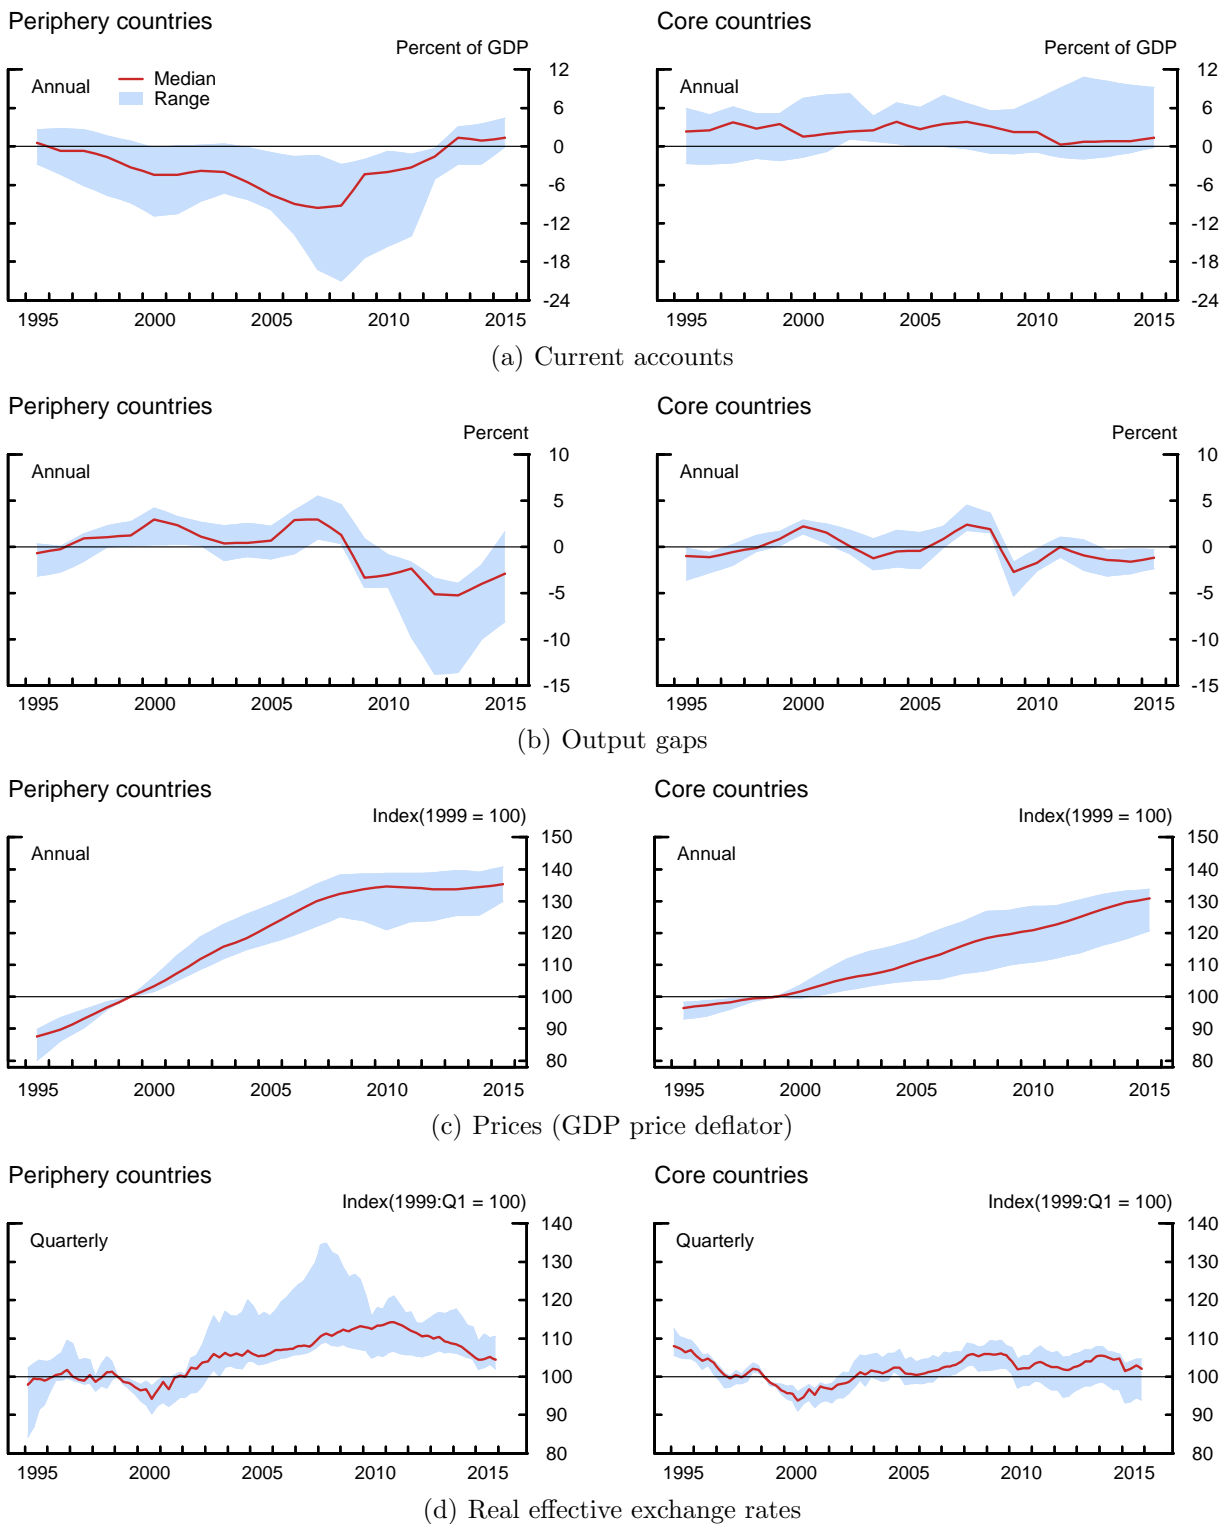 Periphery countries
Core countries
Percent of GDP
Percent of GDP
Annual
Median
Range
Annual
12
6
0
-6
-12
-18
-24
12
6
0
-6
-12
-18
-24
1995 2000 2005 2010 2015
1995 2000 2005 2010 2015
(a) Current accounts
Periphery countries
Core countries
Percent
Percent
Annual
Annual
10
5
0
-5
-10
-15
10
5
0
-5
-10
-15
1995 2000 2005 2010 2015
1995 2000 2005 2010 2015
(b) Output gaps
Periphery countries
Core countries
Index(1999 = 100)
Index(1999 = 100)
Annual
Annual
150
140
130
120
110
100
90
80
150
140
130
120
110
100
90
80
1995 2000 2005 2010 2015
1995 2000 2005 2010 2015
(c) Prices (GDP price deflator)
Periphery countries
Core countries
Index(1999:Q1 = 100)
Index(1999:Q1 = 100)
Quarterly
Quarterly
140
130
120
110
100
90
80
140
130
120
110
100
90
80
1995 2000 2005 2010 2015
1995 2000 2005 2010 2015
(d) Real effective exchange rates